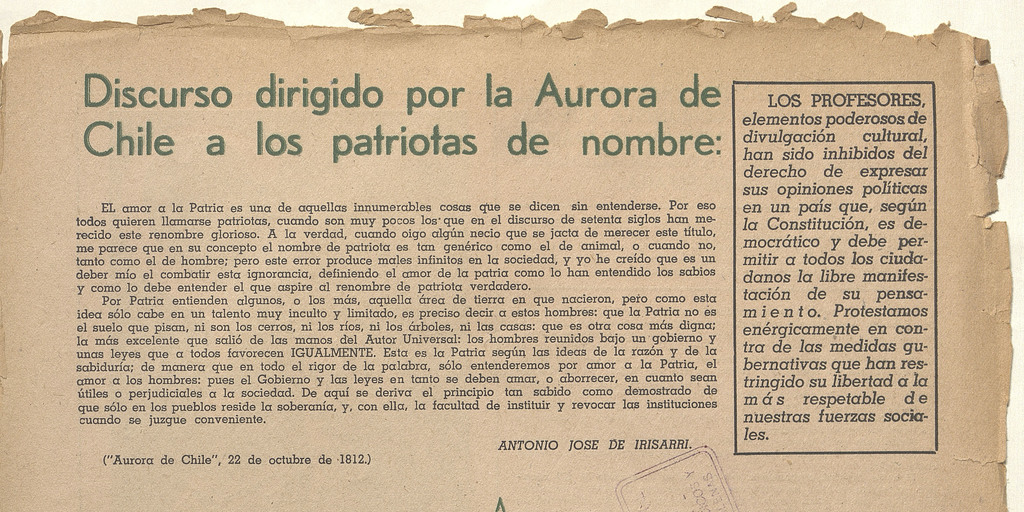 Discurso dirigido por la Aurora de
Chile a los patriotas de nombre:
EL amor a la Patria es una de aquellas innumerables cosas que se dicen sin entenderse. Por eso
todos quieren llamarse patriotas, cuando son muy pocos los que en el discurso de setenta siglos han me-
recido este renombre glorioso. A la verdad, cuando oigo algún necio que se jacta de merecer este título,
me parece que en su concepto el nombre de patriota es tan genérico como el de animal, o cuando no,
tanto como el de hombre; pero este error produce males infinitos en la sociedad, y yo he creído que es un
deber mío el combatir esta ignorancia, definiendo el amor de la patria como lo han entendido los sabios
y como lo debe entender el que aspire al renombre de patriota verdadero.
Por Patria entienden algunos, o los más, aquella área de tierra en que nacieron, pero como esta
idea sólo cabe en un talento muy inculto y limitado, es preciso decir a estos hombres: que la Patria no es
el suelo que pisan, ni son los cerros, ni los ríos, ni los árboles, ni las casas: que es otra cosa más digna;
la más excelente que salió de las manos del Autor Universal: los hombres reunidos bajo un gobierno y
unas leyes que a todos favorecen IGUALMENTE. Esta es la Patria según las ideas de la razón y de la
sabiduría; de manera que en todo el rigor de la palabra, sólo entenderemos por amor a la Patria, el
amor a los hombres: pues el Gobierno y las leyes en tanto se deben amar, o aborrecer, en cuanto sean
útiles o perjudiciales a la sociedad. De aquí se deriva el principio tan sabido como demostrado de
que sólo en los pueblos reside la soberanía, y, con ella, la facultad de instituir y revocar las instituciones
cuando se juzgue conveniente.
ANTONIO JOSE DE IRISARRI.
("Aurora de Chile", 22 de octubre de 1812.)
LOS PROFESORES,
elementos poderosos de
divulgación cultural,
han sido inhibidos del
derecho de expresar
sus opiniones políticas
en un país que, según
la Constitución, es de-
mocrático y debe per-
mitir a todos los ciuda-
danos la libre manifes-
tación de su pensa-
miento. Protestamos
enérgicamente en con-
tra de las medidas gu-
bernativas que han res-
tringido su libertad a la
más respetable de
nuestras fuerzas socia-
les.